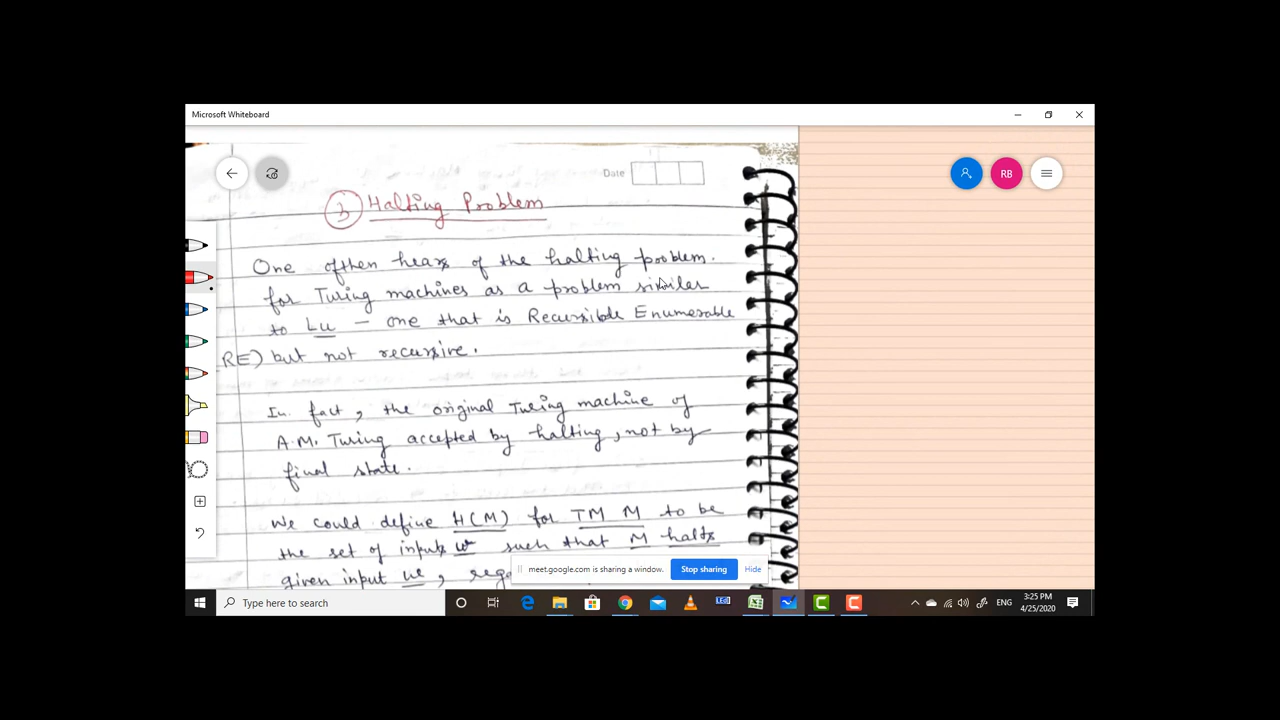 Microsoft Whiteboard
Date
RB
3 Halting Problem
One ofthen hears of the halting problem.
for Turing machines as a problem similer
to Lu - one that is Recursible Enumerable
RE) but not recursive.
In fact, the original Turing machine of
A.M. Turing accepted by halting, not by
final state.
We could define H(M) for TM M to be
the set of inputs w such that M halts
given input w,
meet.google.com is sharing a window.
Stop sharing
Hide
Type here to search
ENG
3:25 PM
4/25/2020